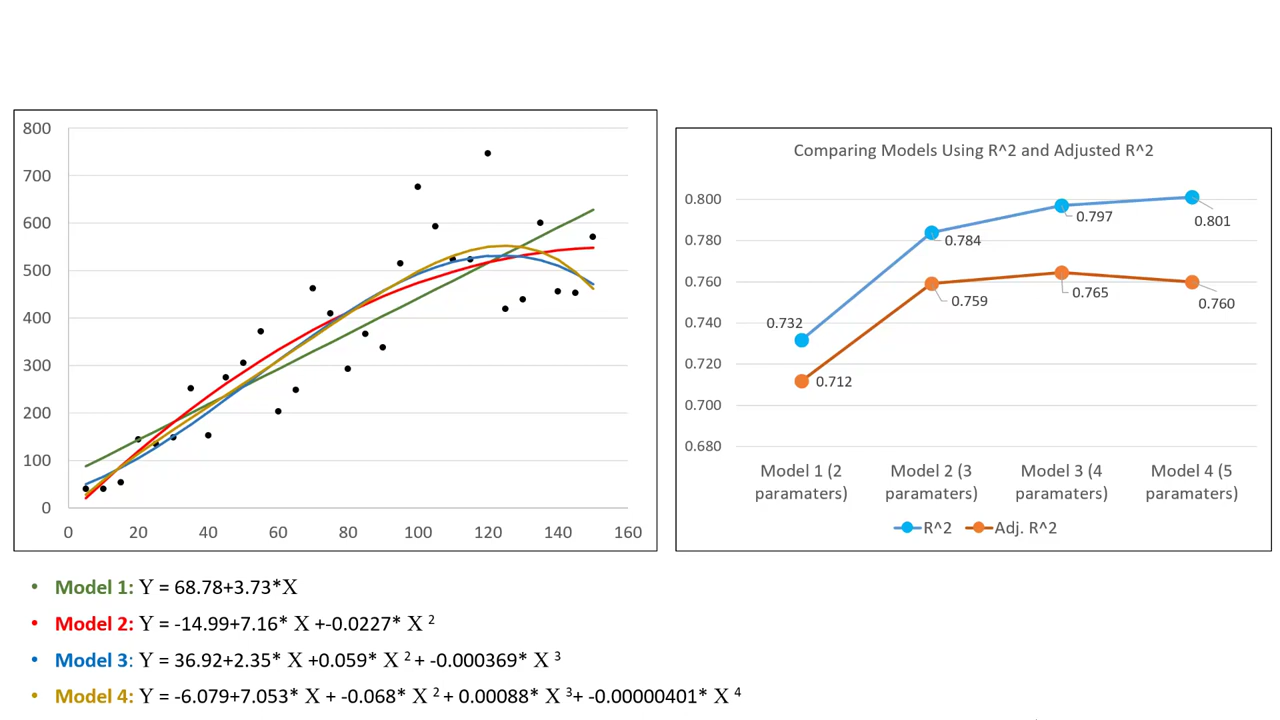 800
700
600
500
400
300
200
100
0
0 20 40 60 80 100 120 140 160
Comparing Models Using R^2 and Adjusted R^2
0.800
0.780
0.760
0.740
0.720
0.700
0.680
0.732
0.784
0.797
0.801
0.712
0.759
0.765
0.760
Model 1 (2 paramaters)
Model 2 (3 paramaters)
Model 3 (4 paramaters)
Model 4 (5 paramaters)
R^2 Adj. R^2
• Model 1: Y = 68.78+3.73*X
• Model 2: Y = -14.99+7.16* X +-0.0227* X ²
• Model 3: Y = 36.92+2.35* X +0.059* X ² + -0.000369* X ³
• Model 4: Y = -6.079+7.053* X + -0.068* X ² + 0.00088* X ³+ -0.00000401* X ⁴